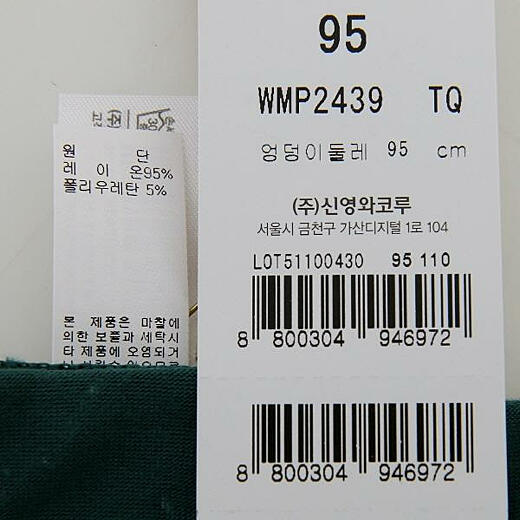 95
WMP2439 TQ
엉덩이둘레 95 cm
(주)신영와코루
서울시 금천구 가산디지털 1로 104
LOT51100430 95 110
8 800304 946972
8 800304 946972
30
(주)
원 단
레 이 온95%
폴리우레탄 5%
본 제품은 마찰에
의한 보풀과 세탁시
타 제품에 오염되거